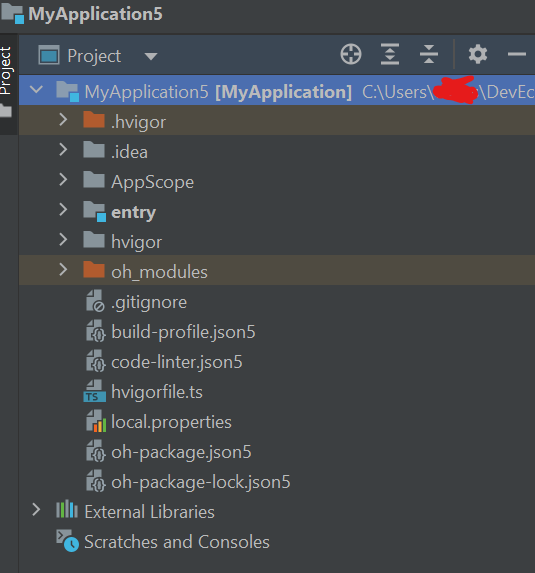 MyApplication5
Project
Project
MyApplication5 [MyApplication] C:\Users\ \DevEc
.hvigor
.idea
AppScope
entry
hvigor
oh_modules
.gitignore
build-profile.json5
code-linter.json5
hvigorfile.ts
TS
local.properties
oh-package.json5
oh-package-lock.json5
External Libraries
Scratches and Consoles